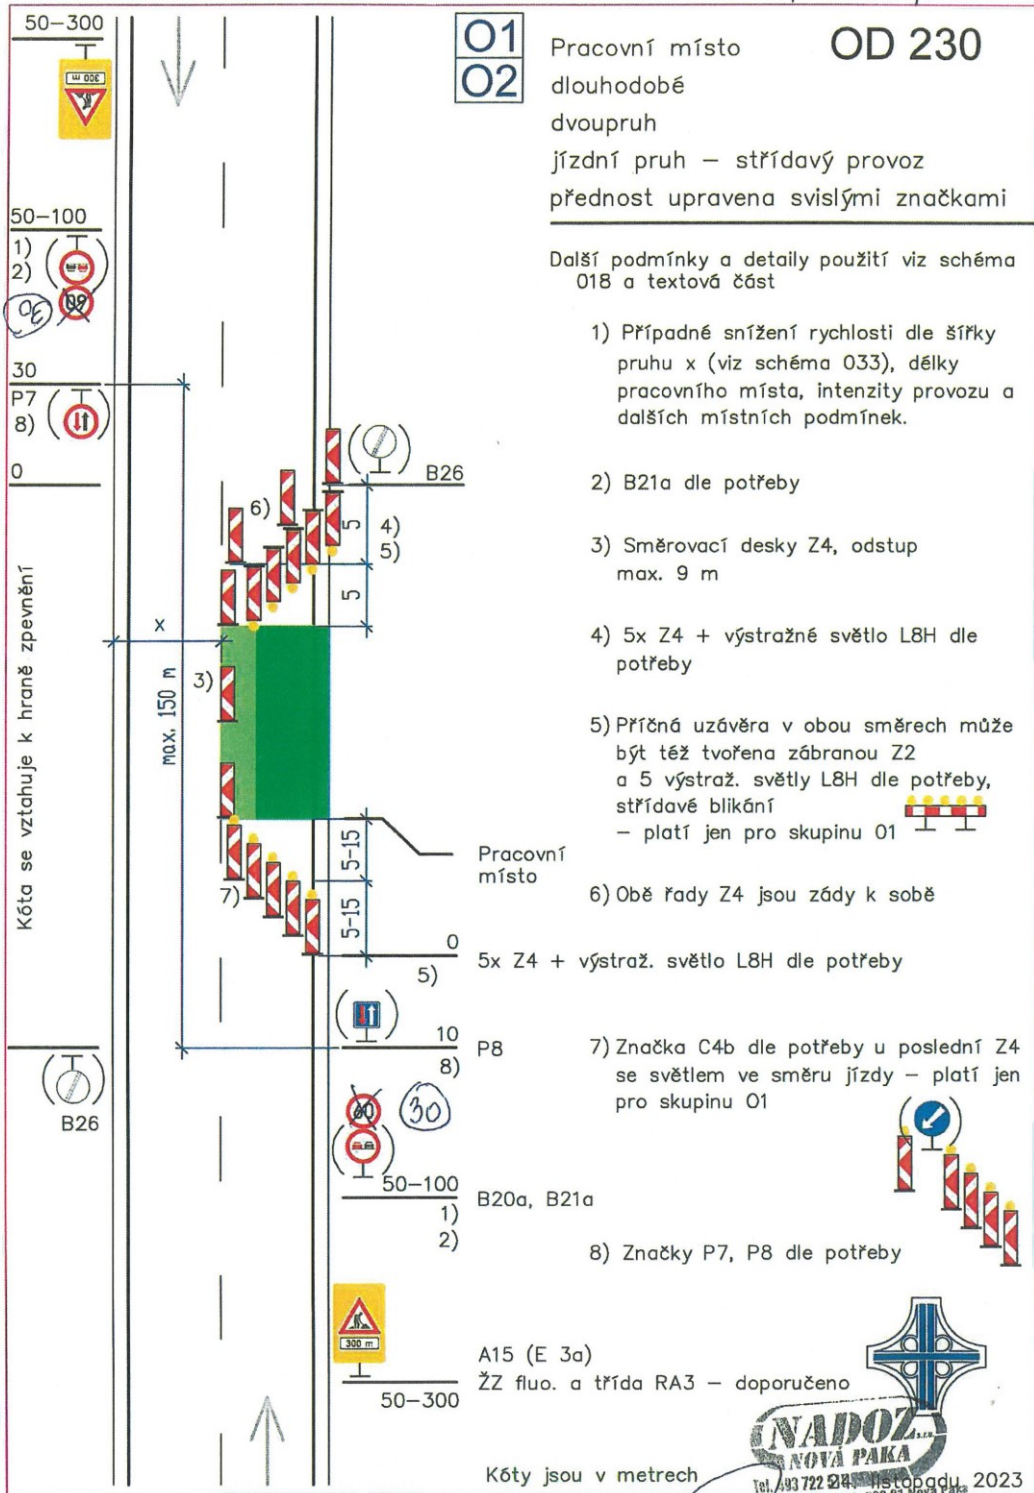 O1
O2
Pracovní místo
OD 230
dlouhodobé
dvoupruh
jízdní pruh – střídavý provoz
přednost upravena svislými značkami
Další podmínky a detaily použití viz schéma
018 a textová část
1) Případné snížení rychlosti dle šířky
pruhu x (viz schéma 033), délky
pracovního místa, intenzity provozu a
dalších místních podmínek.
2) B21a dle potřeby
3) Směrovací desky Z4, odstup
max. 9 m
4) 5x Z4 + výstražné světlo L8H dle
potřeby
5) Příčná uzávěra v obou směrech může
být též tvořena zábranou Z2
a 5 výstraž. světly L8H dle potřeby,
střídavé blikání
– platí jen pro skupinu O1
6) Obě řady Z4 jsou zády k sobě
7) Značka C4b dle potřeby u poslední Z4
se světlem ve směru jízdy – platí jen
pro skupinu O1
8) Značky P7, P8 dle potřeby
50–300
300 m
50–100
1)
2)
60
30
30
P7
8)
0
B26
6)
5
4)
5)
5
x
3)
max. 150 m
Kóta se vztahuje k hraně zpevnění
Pracovní
místo
5–15
5–15
7)
0
5)
5x Z4 + výstraž. světlo L8H dle potřeby
10
P8
8)
B26
60
30
50–100
B20a, B21a
1)
2)
300 m
A15 (E 3a)
ŽZ fluo. a třída RA3 – doporučeno
50–300
Kóty jsou v metrech
NADOZ s.r.o.
NOVÁ PAKA
Tel. 493 722
24. listopadu 2023